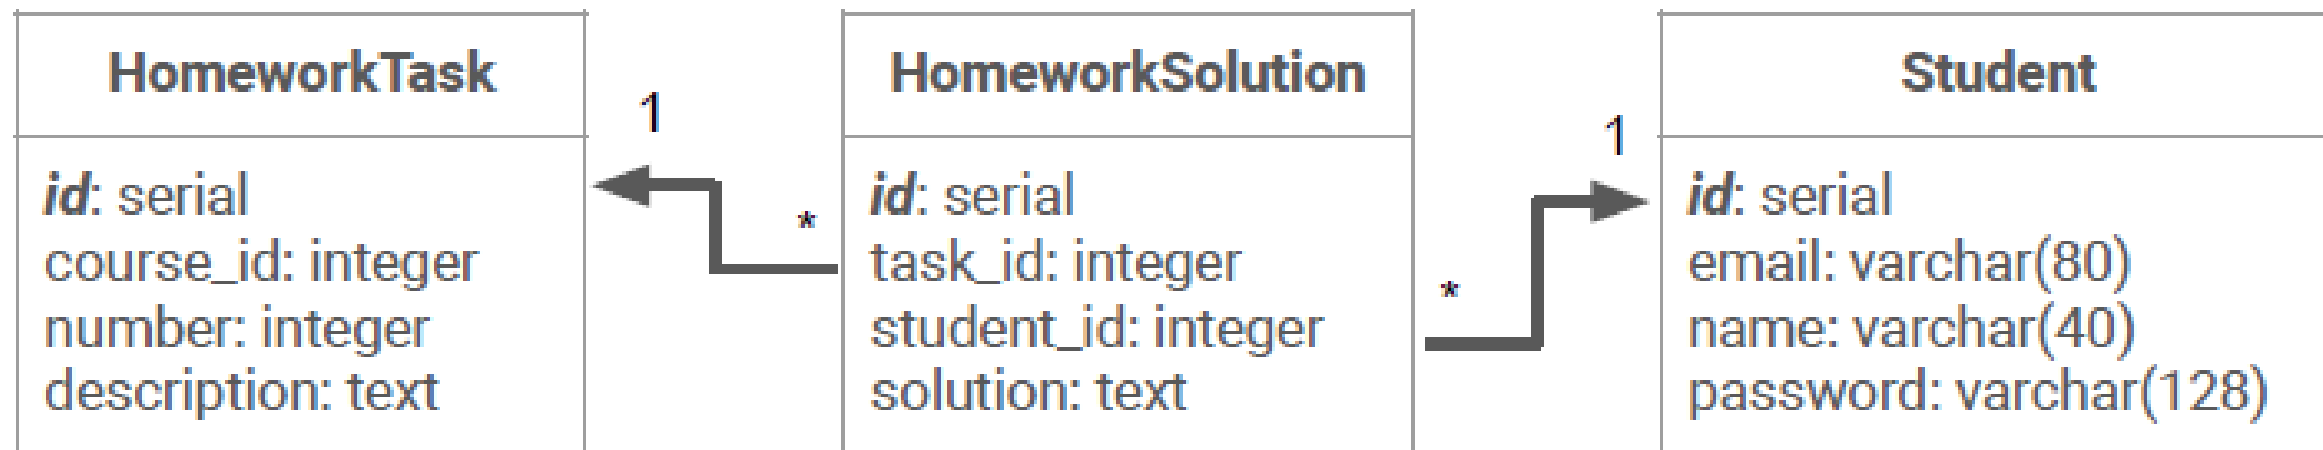 HomeworkTask
id: serial
course_id: integer
number: integer
description: text
1
*
HomeworkSolution
id: serial
task_id: integer
student_id: integer
solution: text
*
1
Student
id: serial
email: varchar(80)
name: varchar(40)
password: varchar(128)